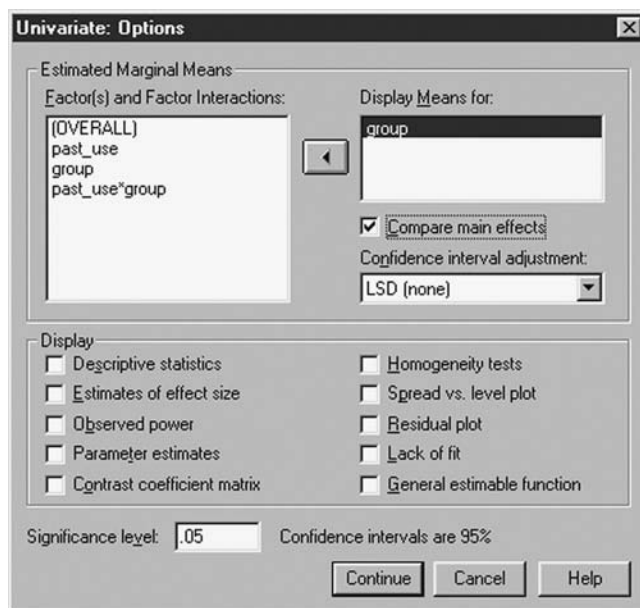 Univariate: Options
Estimated Marginal Means
Factor(s) and Factor Interactions:
(OVERALL)
past_use
group
past_use*group
Display Means for:
group
Compare main effects
Confidence interval adjustment:
LSD (none)
Display
Descriptive statistics
Estimates of effect size
Observed power
Parameter estimates
Contrast coefficient matrix
Homogeneity tests
Spread vs. level plot
Residual plot
Lack of fit
General estimable function
Significance level: .05 Confidence intervals are 95%
Continue Cancel Help